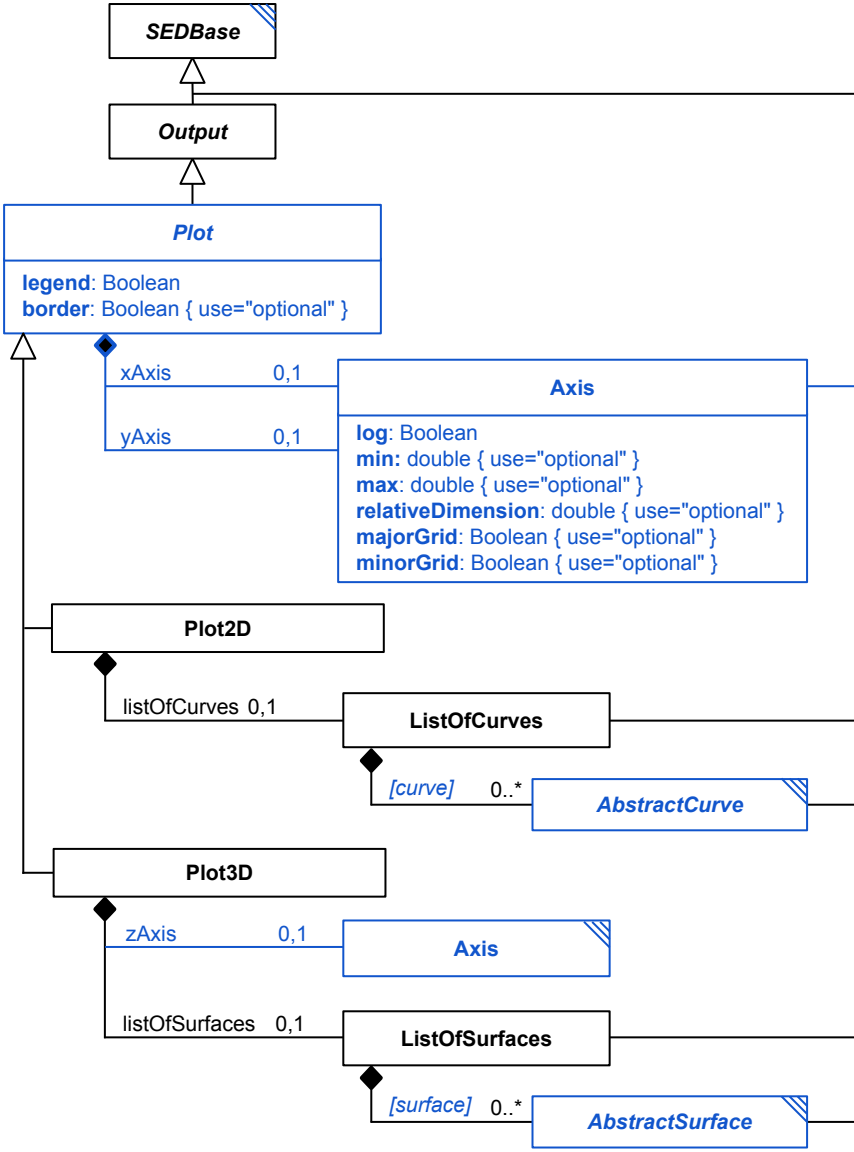 SEDBase
Output
Plot
legend: Boolean
border: Boolean { use="optional" }
xAxis 0,1
Axis
yAxis 0,1
log: Boolean
min: double { use="optional" }
max: double { use="optional" }
relativeDimension: double { use="optional" }
majorGrid: Boolean { use="optional" }
minorGrid: Boolean { use="optional" }
Plot2D
listOfCurves 0,1
ListOfCurves
[curve] 0..*
AbstractCurve
Plot3D
zAxis 0,1
Axis
listOfSurfaces 0,1
ListOfSurfaces
[surface] 0..*
AbstractSurface